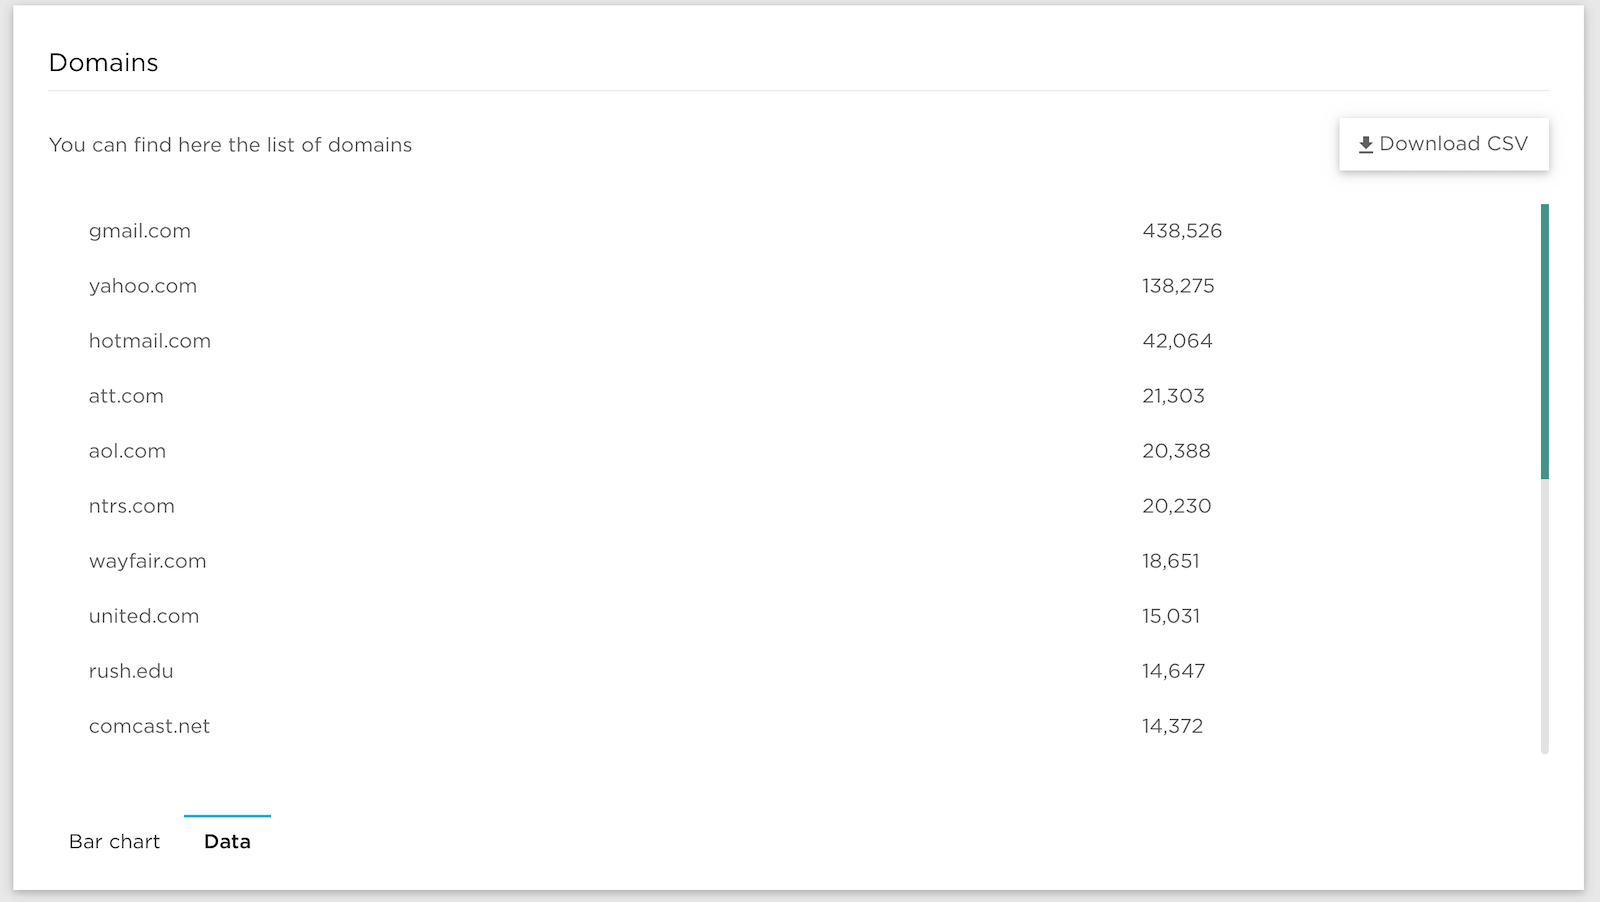 Domains
You can find here the list of domains
Download CSV
gmail.com 438,526
yahoo.com 138,275
hotmail.com 42,064
att.com 21,303
aol.com 20,388
ntrs.com 20,230
wayfair.com 18,651
united.com 15,031
rush.edu 14,647
comcast.net 14,372
Bar chart Data